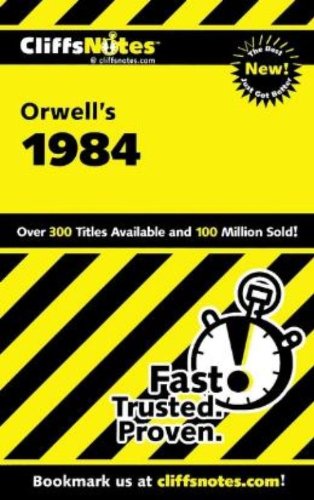 CliffsNotes™
@ cliffsnotes.com
The Best
New!
Just Got Better
Orwell's
1984
Over 300 Titles Available and 100 Million Sold!
Fast.
Trusted.
Proven.
Bookmark us at cliffsnotes.com!